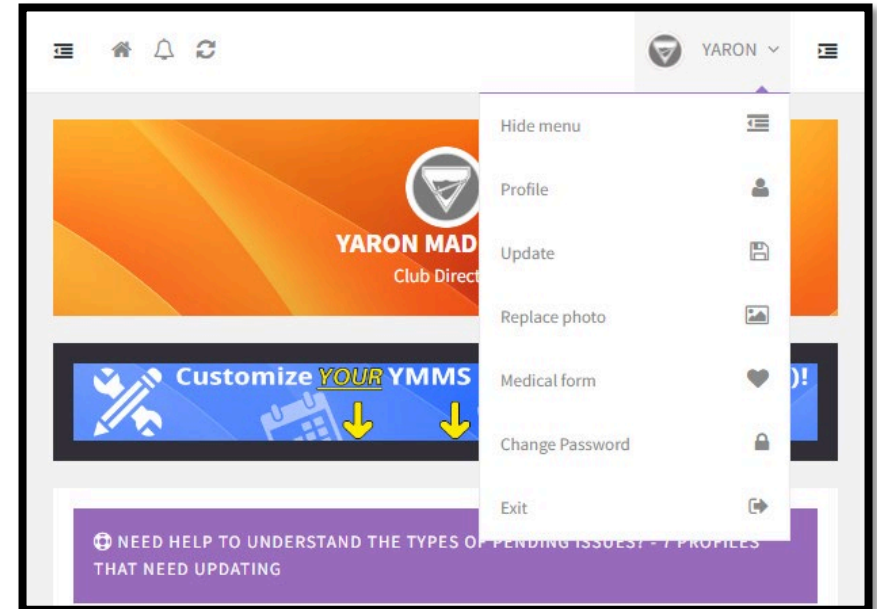 YARON
Hide menu
Profile
Update
Replace photo
Medical form
Change Password
Exit
YARON MAD
Club Direct
Customize YOUR YMMS )!
NEED HELP TO UNDERSTAND THE TYPES OF PENDING ISSUES? - 7 PROFILES
THAT NEED UPDATING